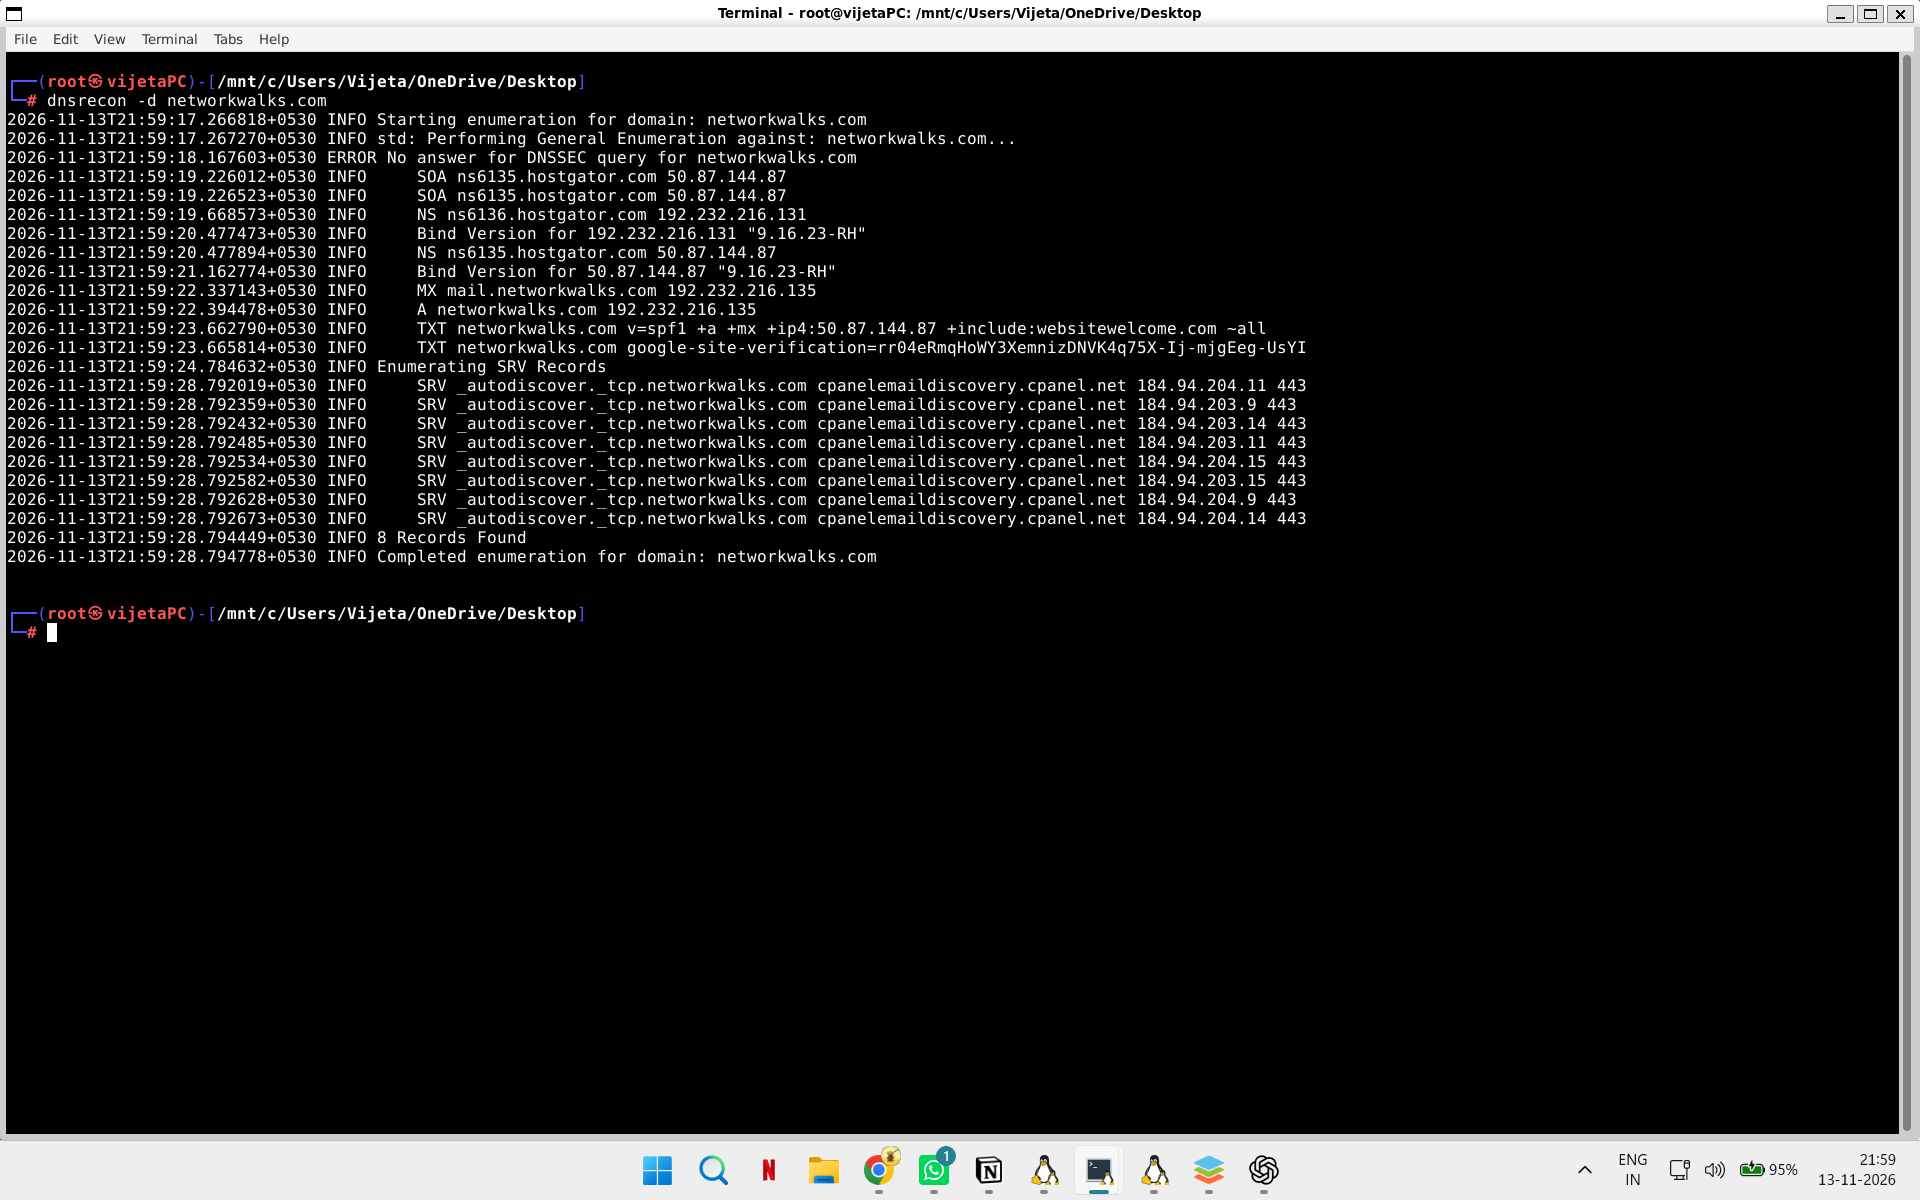 Terminal - root@vijetaPC: /mnt/c/Users/Vijeta/OneDrive/Desktop
File Edit View Terminal Tabs Help
┌──(root㉿vijetaPC)-[/mnt/c/Users/Vijeta/OneDrive/Desktop]
└─# dnsrecon -d networkwalks.com
2026-11-13T21:59:17.266818+0530 INFO Starting enumeration for domain: networkwalks.com
2026-11-13T21:59:17.267270+0530 INFO std: Performing General Enumeration against: networkwalks.com...
2026-11-13T21:59:18.167603+0530 ERROR No answer for DNSSEC query for networkwalks.com
2026-11-13T21:59:19.226012+0530 INFO     SOA ns6135.hostgator.com 50.87.144.87
2026-11-13T21:59:19.226523+0530 INFO     SOA ns6135.hostgator.com 50.87.144.87
2026-11-13T21:59:19.668573+0530 INFO     NS ns6136.hostgator.com 192.232.216.131
2026-11-13T21:59:20.477473+0530 INFO     Bind Version for 192.232.216.131 "9.16.23-RH"
2026-11-13T21:59:20.477894+0530 INFO     NS ns6135.hostgator.com 50.87.144.87
2026-11-13T21:59:21.162774+0530 INFO     Bind Version for 50.87.144.87 "9.16.23-RH"
2026-11-13T21:59:22.337143+0530 INFO     MX mail.networkwalks.com 192.232.216.135
2026-11-13T21:59:22.394478+0530 INFO     A networkwalks.com 192.232.216.135
2026-11-13T21:59:23.662790+0530 INFO     TXT networkwalks.com v=spf1 +a +mx +ip4:50.87.144.87 +include:websitewelcome.com ~all
2026-11-13T21:59:23.665814+0530 INFO     TXT networkwalks.com google-site-verification=rr04eRmqHoWY3XemnizDNVK4q75X-Ij-mjgEeg-UsYI
2026-11-13T21:59:24.784632+0530 INFO Enumerating SRV Records
2026-11-13T21:59:28.792019+0530 INFO     SRV _autodiscover._tcp.networkwalks.com cpanelemaildiscovery.cpanel.net 184.94.204.11 443
2026-11-13T21:59:28.792359+0530 INFO     SRV _autodiscover._tcp.networkwalks.com cpanelemaildiscovery.cpanel.net 184.94.203.9 443
2026-11-13T21:59:28.792432+0530 INFO     SRV _autodiscover._tcp.networkwalks.com cpanelemaildiscovery.cpanel.net 184.94.203.14 443
2026-11-13T21:59:28.792485+0530 INFO     SRV _autodiscover._tcp.networkwalks.com cpanelemaildiscovery.cpanel.net 184.94.203.11 443
2026-11-13T21:59:28.792534+0530 INFO     SRV _autodiscover._tcp.networkwalks.com cpanelemaildiscovery.cpanel.net 184.94.204.15 443
2026-11-13T21:59:28.792582+0530 INFO     SRV _autodiscover._tcp.networkwalks.com cpanelemaildiscovery.cpanel.net 184.94.203.15 443
2026-11-13T21:59:28.792628+0530 INFO     SRV _autodiscover._tcp.networkwalks.com cpanelemaildiscovery.cpanel.net 184.94.204.9 443
2026-11-13T21:59:28.792673+0530 INFO     SRV _autodiscover._tcp.networkwalks.com cpanelemaildiscovery.cpanel.net 184.94.204.14 443
2026-11-13T21:59:28.794449+0530 INFO 8 Records Found
2026-11-13T21:59:28.794778+0530 INFO Completed enumeration for domain: networkwalks.com
┌──(root㉿vijetaPC)-[/mnt/c/Users/Vijeta/OneDrive/Desktop]
└─#
N
1
N
ENG
IN
95%
21:59
13-11-2026